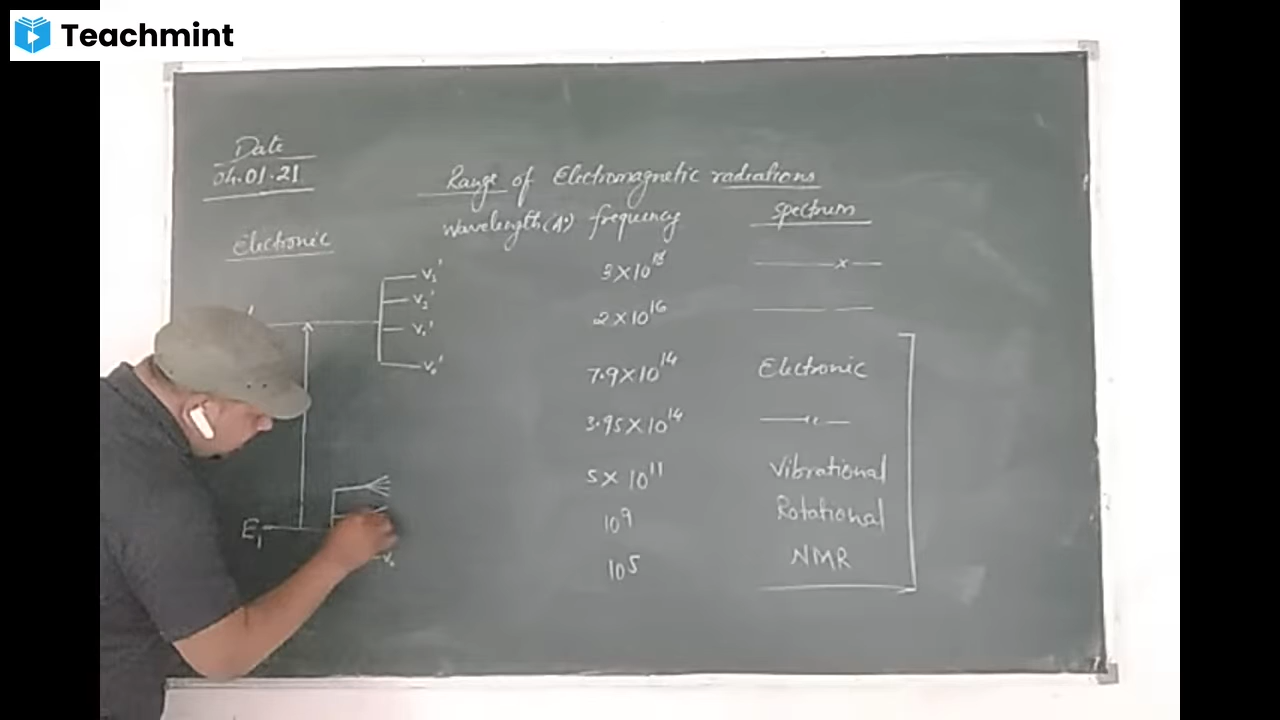 Teachmint
Date
04.01.21
Range of Electromagnetic radiations
Wavelength (A°) frequency spectrum
Electronic
3 × 10¹⁸
2 × 10¹⁶
7.9 × 10¹⁴ Electronic
3.95 × 10¹⁴
5 × 10¹¹ Vibrational
10⁹ Rotational
10⁵ NMR
V₃'
V₂'
V₁'
V₀'
E₁
V₀